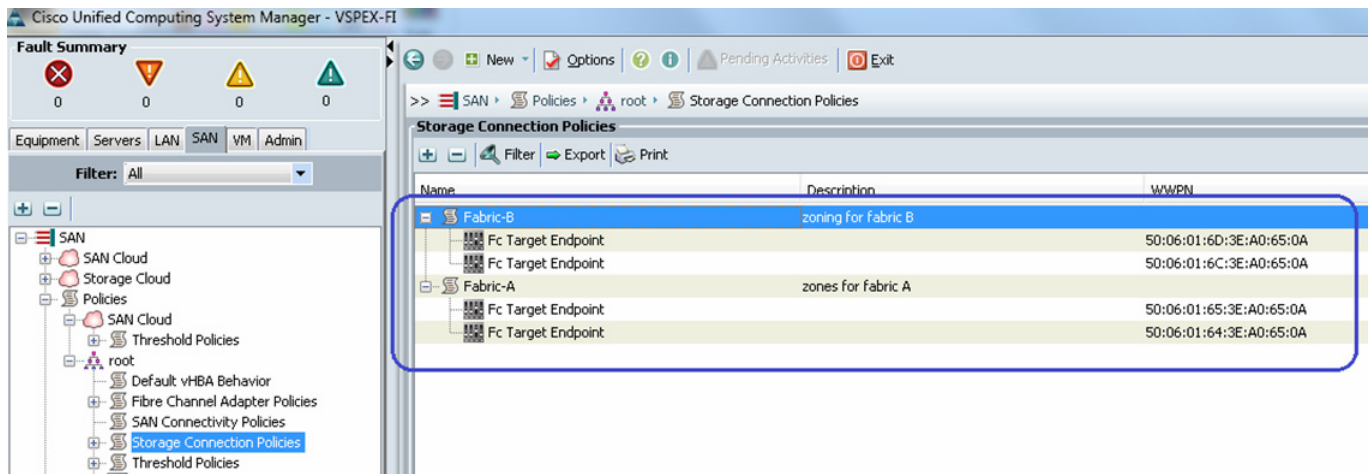 Cisco Unified Computing System Manager - VSPEX-FI
Fault Summary
0 0 0 0
Equipment Servers LAN SAN VM Admin
Filter: All
SAN
SAN Cloud
Storage Cloud
Policies
SAN Cloud
Threshold Policies
root
Default vHBA Behavior
Fibre Channel Adapter Policies
SAN Connectivity Policies
Storage Connection Policies
Threshold Policies
New Options Pending Activities Exit
>> SAN Policies root Storage Connection Policies
Storage Connection Policies
Filter Export Print
Name Description WWPN
Fabric-B zoning for fabric B
Fc Target Endpoint 50:06:01:6D:3E:A0:65:0A
Fc Target Endpoint 50:06:01:6C:3E:A0:65:0A
Fabric-A zones for fabric A
Fc Target Endpoint 50:06:01:65:3E:A0:65:0A
Fc Target Endpoint 50:06:01:64:3E:A0:65:0A